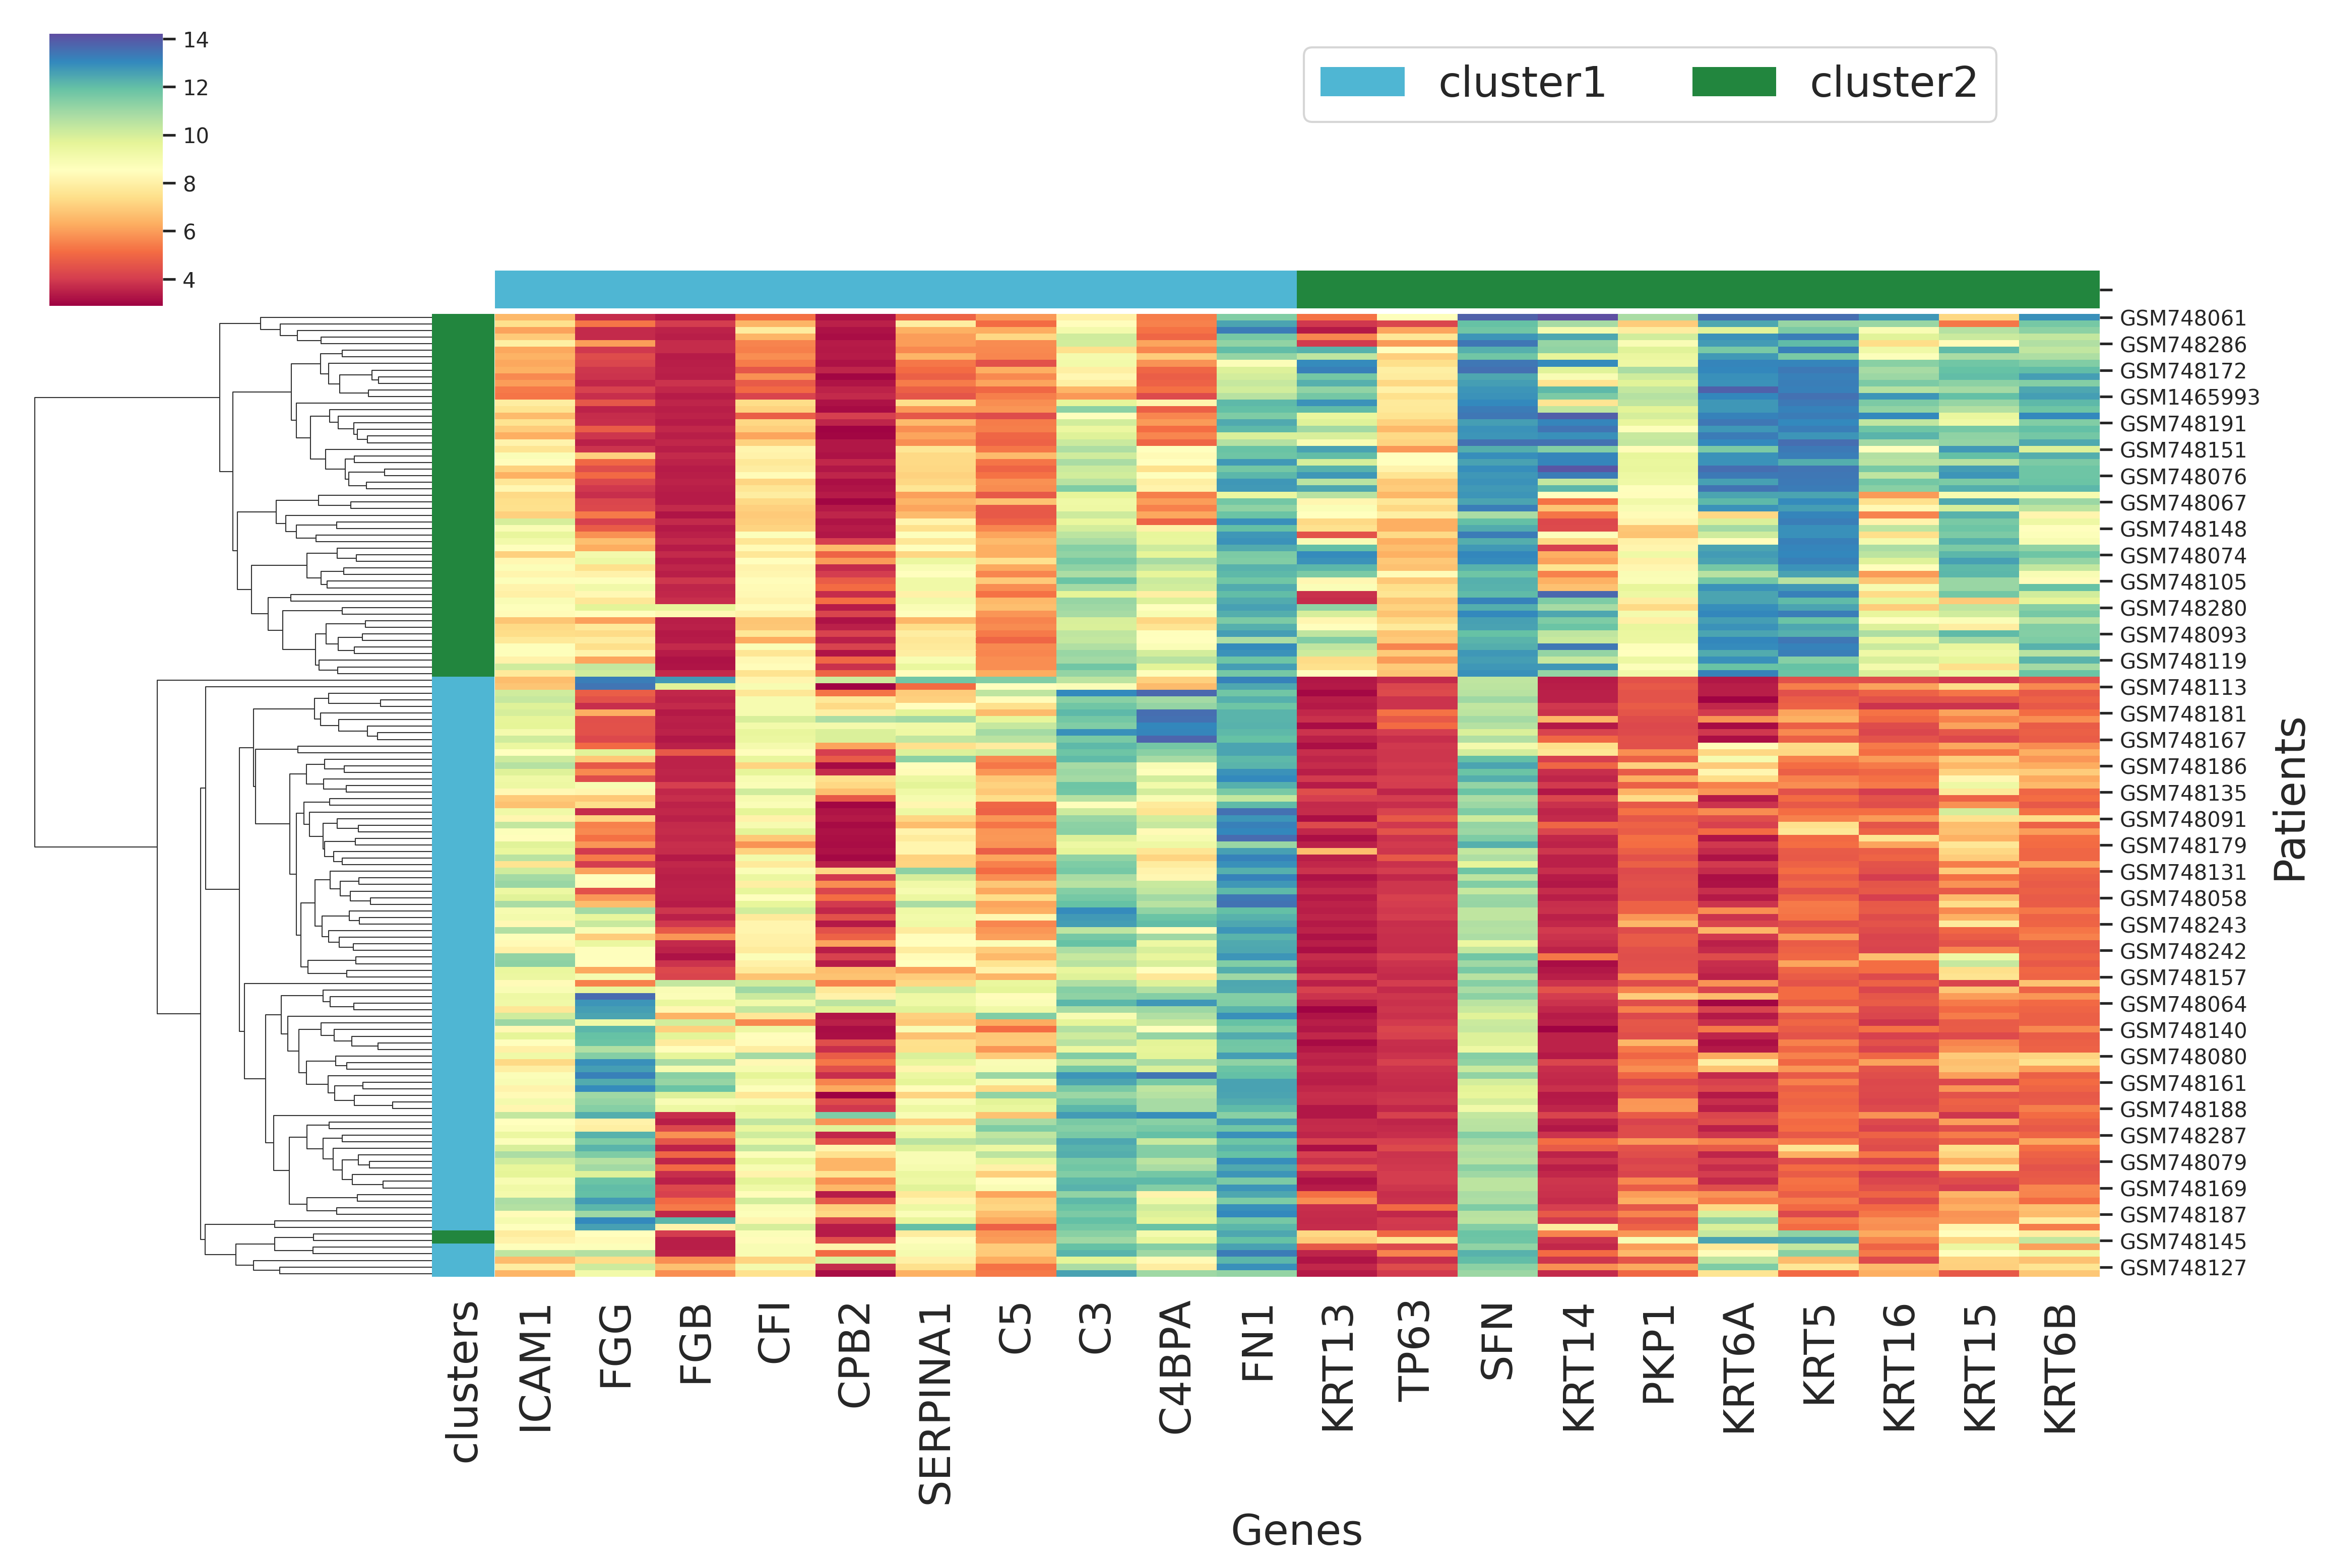 14
12
10
8
6
4
cluster1 cluster2
GSM748061
GSM748286
GSM748172
GSM1465993
GSM748191
GSM748151
GSM748076
GSM748067
GSM748148
GSM748074
GSM748105
GSM748280
GSM748093
GSM748119
GSM748113
GSM748181
GSM748167
GSM748186
GSM748135
GSM748091
GSM748179
GSM748131
GSM748058
GSM748243
GSM748242
GSM748157
GSM748064
GSM748140
GSM748080
GSM748161
GSM748188
GSM748287
GSM748079
GSM748169
GSM748187
GSM748145
GSM748127
Patients
clusters
ICAM1
FGG
FGB
CFI
CPB2
SERPINA1
C5
C3
C4BPA
FN1
KRT13
TP63
SFN
KRT14
PKP1
KRT6A
KRT5
KRT16
KRT15
KRT6B
Genes